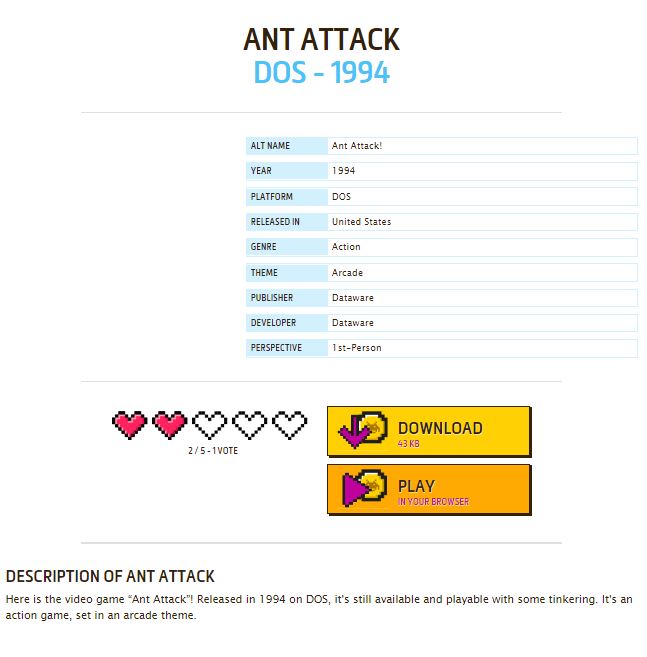 ANT ATTACK
DOS - 1994
ALT NAME Ant Attack!
YEAR 1994
PLATFORM DOS
RELEASED IN United States
GENRE Action
THEME Arcade
PUBLISHER Dataware
DEVELOPER Dataware
PERSPECTIVE 1st-Person
2 / 5 - 1 VOTE
DOWNLOAD
43 KB
PLAY
IN YOUR BROWSER
DESCRIPTION OF ANT ATTACK
Here is the video game “Ant Attack”! Released in 1994 on DOS, it's still available and playable with some tinkering. It's an
action game, set in an arcade theme.